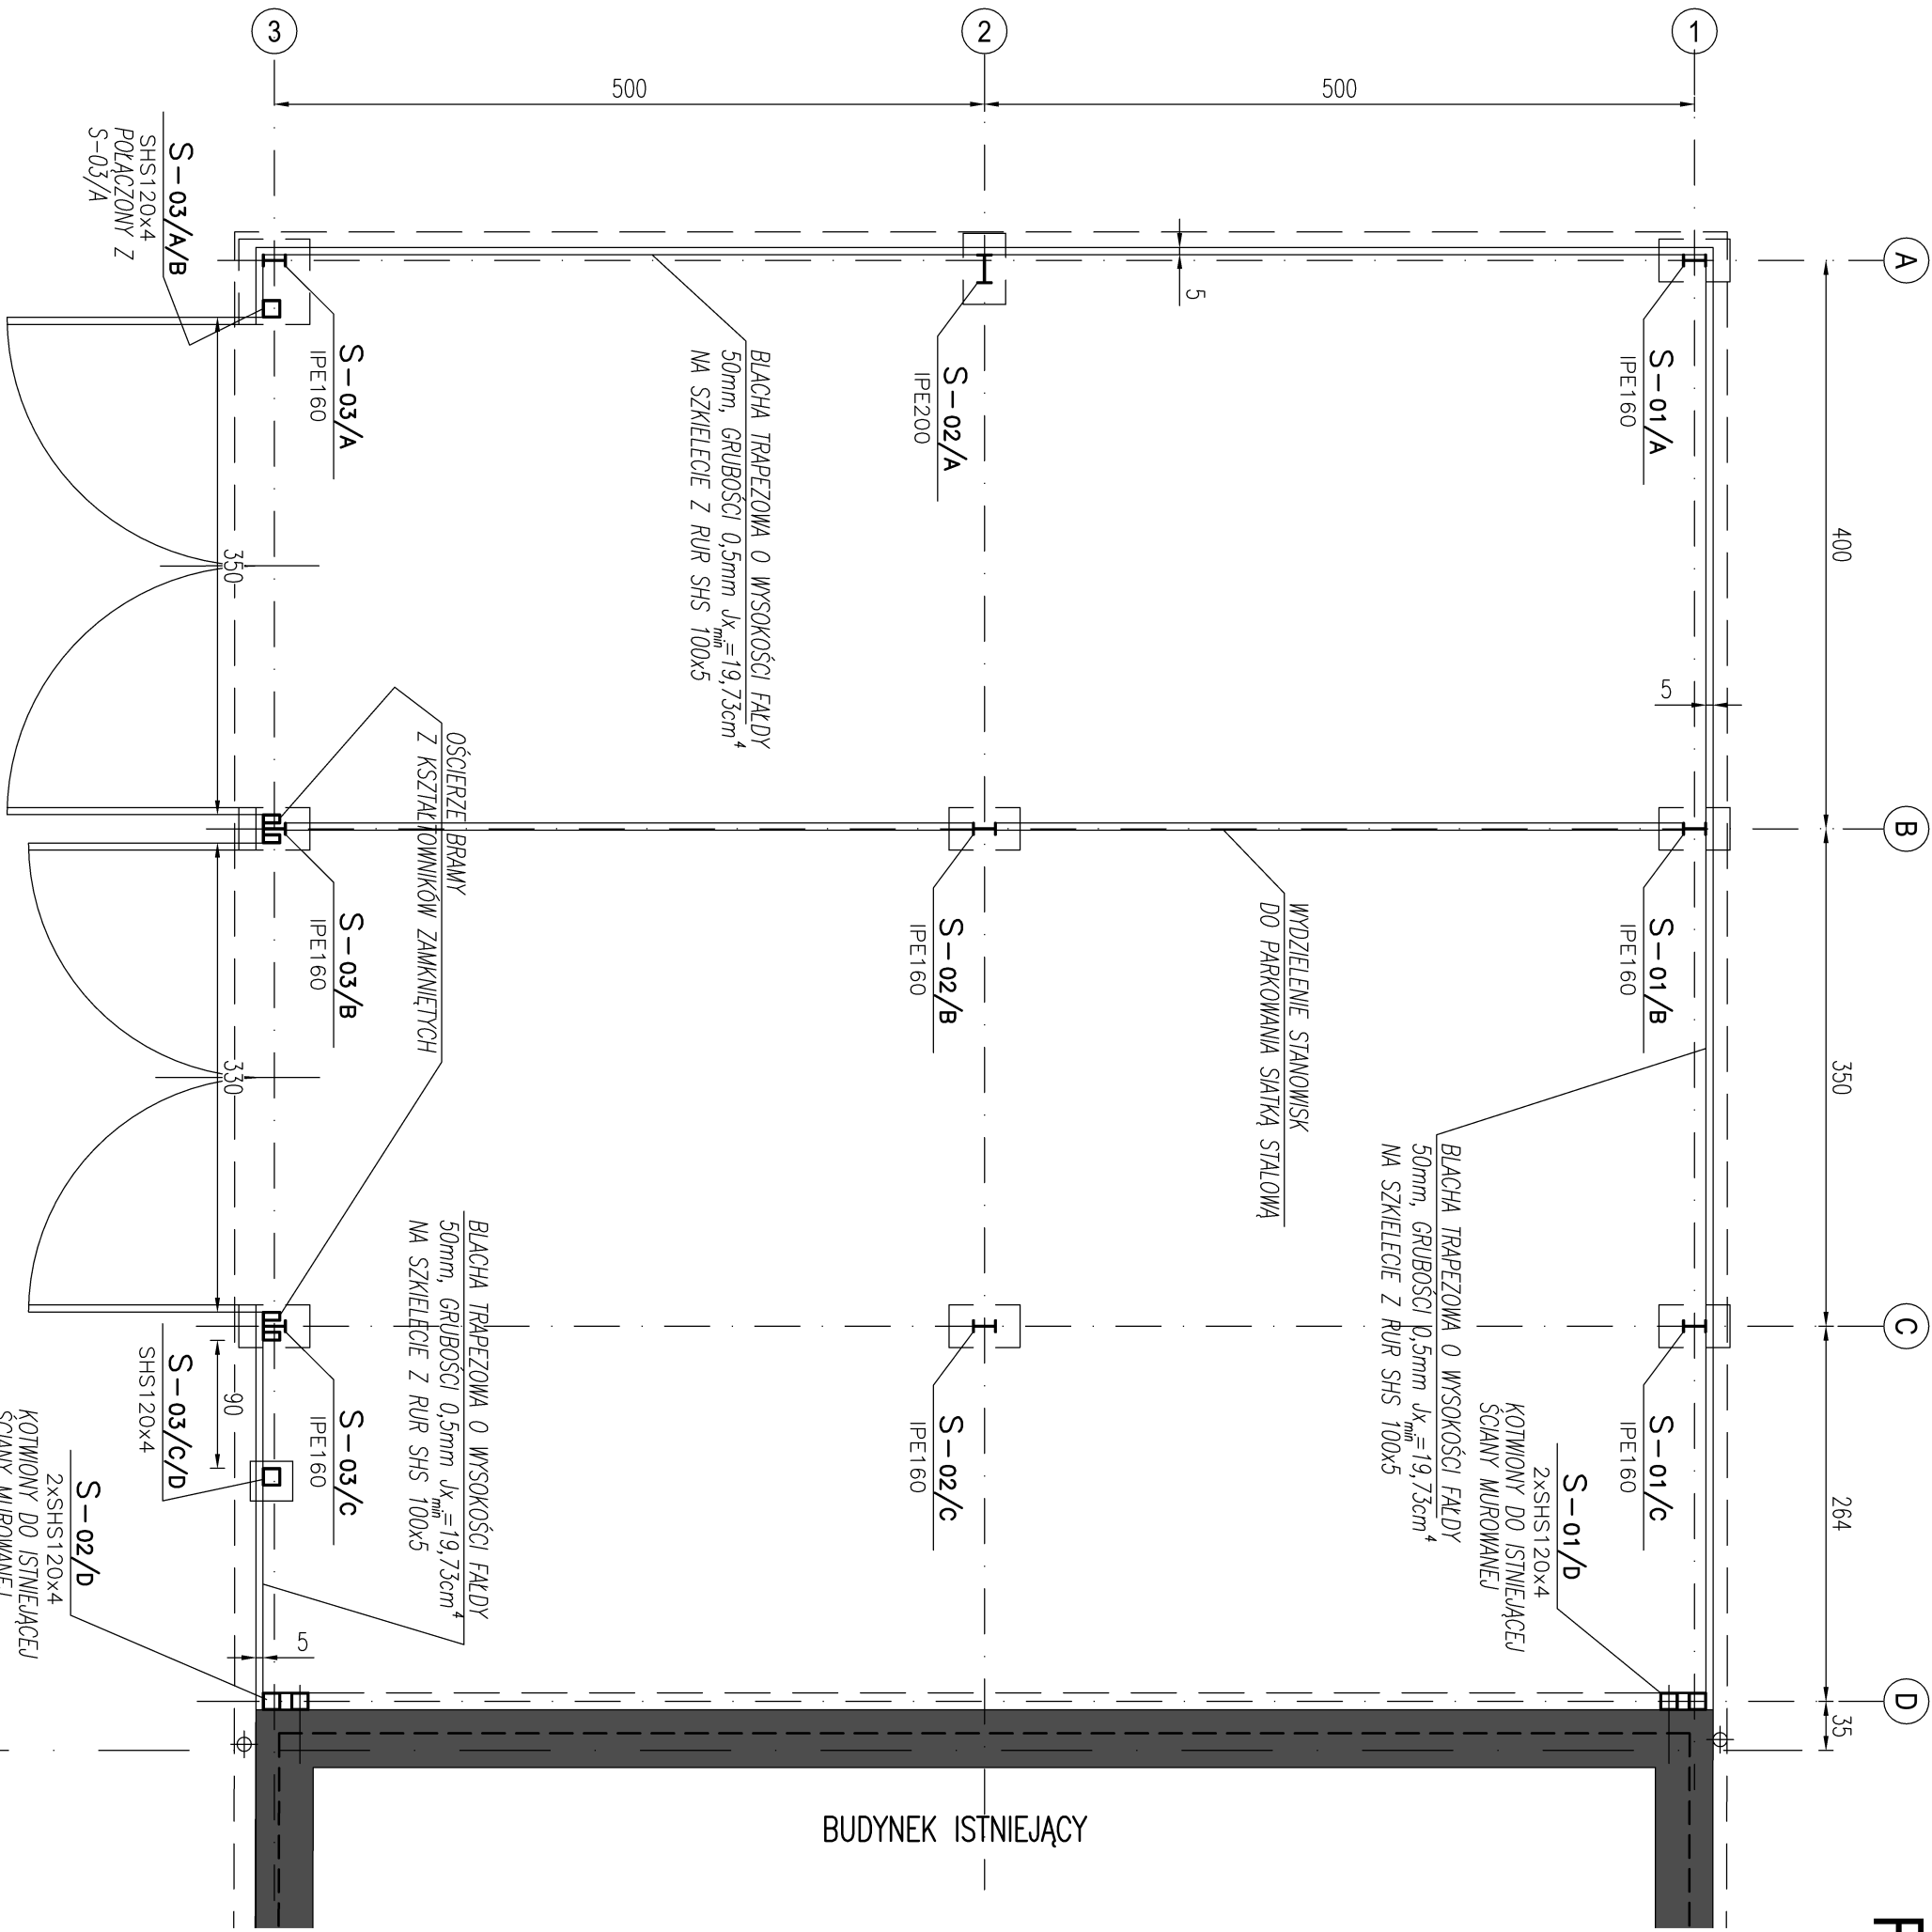 3
2
1
500
500
A
B
C
D
400
350
264
35
S-03/A/B
SHS120x4
POŁĄCZONY Z
S-03/A
S-03/A
IPE160
S-02/A
IPE200
S-01/A
IPE160
5
5
BLACHA TRAPEZOWA O WYSOKOŚCI FAŁDY
50mm, GRUBOŚCI 0,5mm Jxmin.=19,73cm⁴
NA SZKIELECIE Z RUR SHS 100x5
350
OŚCIERZE BRAMY
Z KSZTAŁTOWNIKÓW ZAMKNIĘTYCH
S-03/B
IPE160
S-02/B
IPE160
S-01/B
IPE160
WYDZIELENIE STANOWISK
DO PARKOWANIA SIATKĄ STALOWĄ
330
BLACHA TRAPEZOWA O WYSOKOŚCI FAŁDY
50mm, GRUBOŚCI 0,5mm Jxmin.=19,73cm⁴
NA SZKIELECIE Z RUR SHS 100x5
BLACHA TRAPEZOWA O WYSOKOŚCI FAŁDY
50mm, GRUBOŚCI 0,5mm Jxmin.=19,73cm⁴
NA SZKIELECIE Z RUR SHS 100x5
90
S-03/C/D
SHS120x4
S-03/C
IPE160
S-02/C
IPE160
S-01/C
IPE160
S-01/D
2xSHS120x4
KOTWIONY DO ISTNIEJĄCEJ
ŚCIANY MUROWANEJ
S-02/D
2xSHS120x4
KOTWIONY DO ISTNIEJĄCEJ
ŚCIANY MUROWANEJ
5
BUDYNEK ISTNIEJĄCY